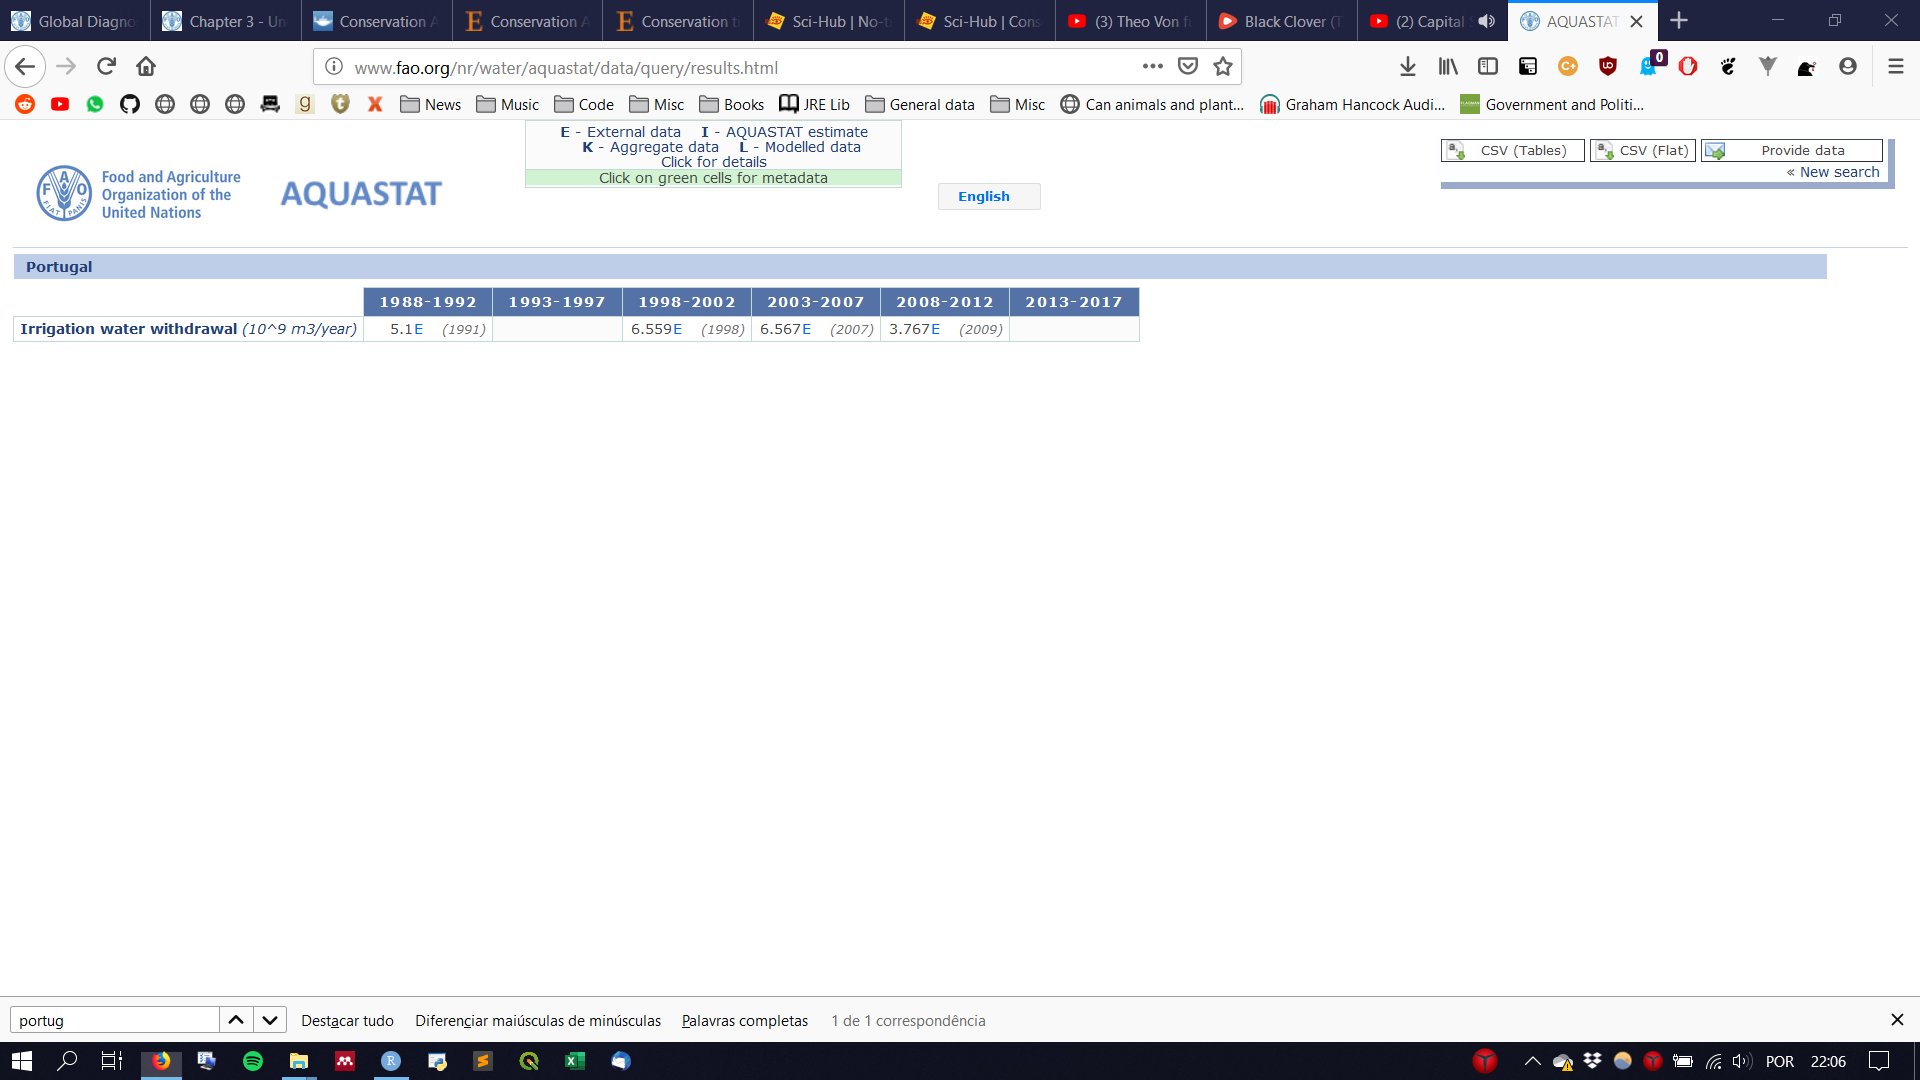 Global Diagno
Chapter 3 - Un
Conservation A
Conservation A
Conservation ti
Sci-Hub | No-ti
Sci-Hub | Cons
(3) Theo Von fu
Black Clover (T
(2) Capital
AQUASTAT
www.fao.org/nr/water/aquastat/data/query/results.html
0
News
Music
Code
Misc
Books
JRE Lib
General data
Misc
Can animals and plant...
Graham Hancock Audi...
Government and Politi...
Food and Agriculture
Organization of the
United Nations
AQUASTAT
E - External data I - AQUASTAT estimate
K - Aggregate data L - Modelled data
Click for details
Click on green cells for metadata
English
CSV (Tables) CSV (Flat) Provide data
« New search
Portugal
1988-1992 1993-1997 1998-2002 2003-2007 2008-2012 2013-2017
Irrigation water withdrawal (10^9 m3/year) 5.1E (1991) 6.559E (1998) 6.567E (2007) 3.767E (2009)
portug
Destacar tudo
Diferenciar maiúsculas de minúsculas
Palavras completas
1 de 1 correspondência
POR
22:06